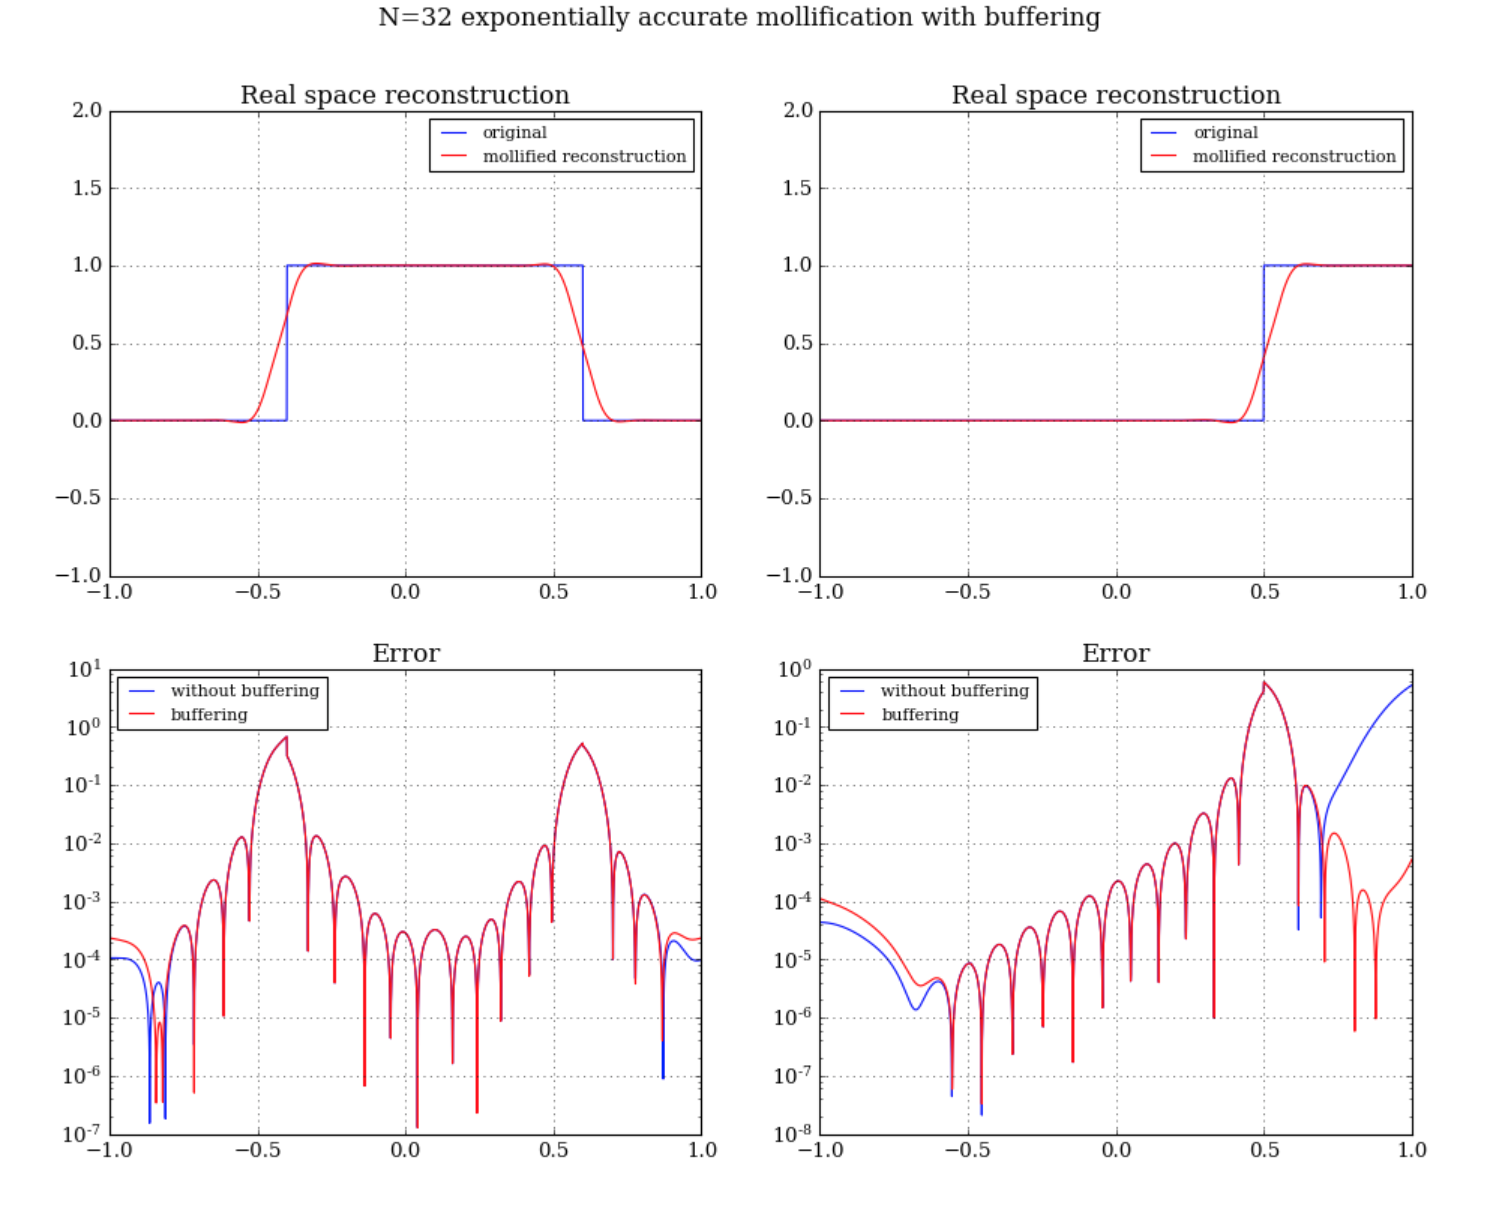 N=32 exponentially accurate mollification with buffering
Real space reconstruction
2.0
1.5
1.0
0.5
0.0
−0.5
−1.0
original
mollified reconstruction
−1.0 −0.5 0.0 0.5 1.0
Real space reconstruction
2.0
1.5
1.0
0.5
0.0
−0.5
−1.0
original
mollified reconstruction
−1.0 −0.5 0.0 0.5 1.0
Error
10^1
10^0
10^-1
10^-2
10^-3
10^-4
10^-5
10^-6
10^-7
without buffering
buffering
−1.0 −0.5 0.0 0.5 1.0
Error
10^0
10^-1
10^-2
10^-3
10^-4
10^-5
10^-6
10^-7
10^-8
without buffering
buffering
−1.0 −0.5 0.0 0.5 1.0